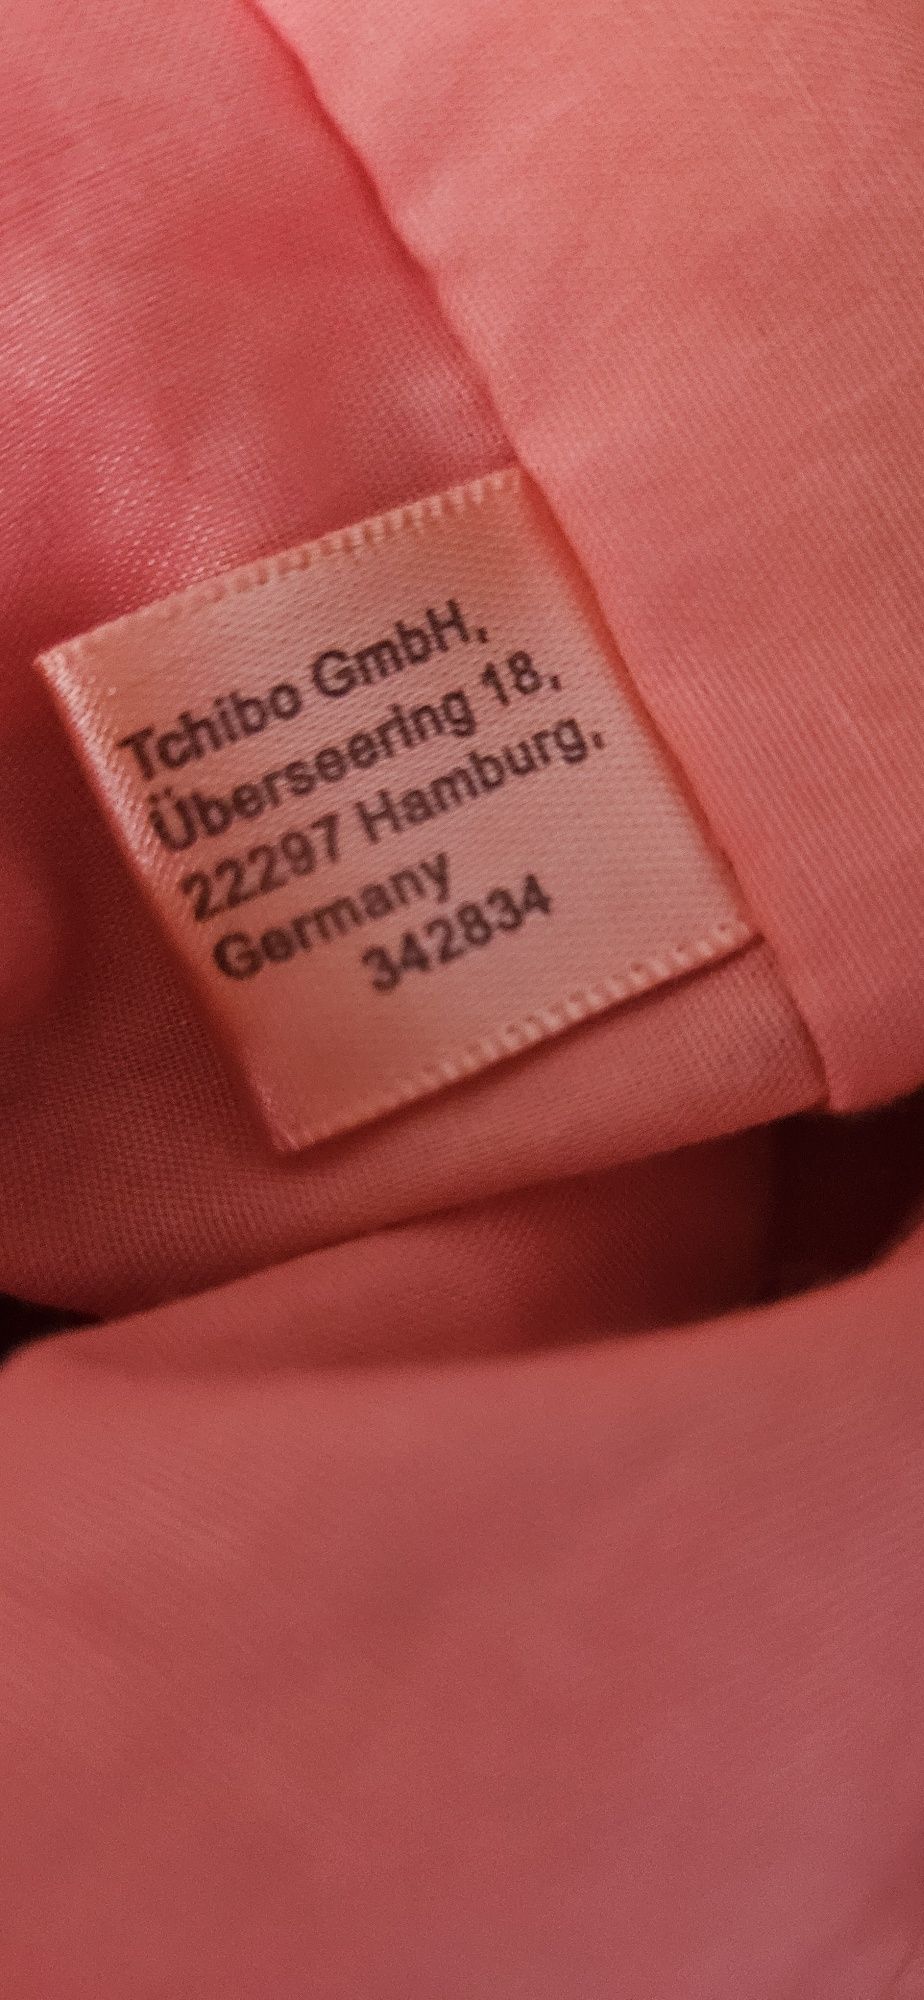 Tchibo GmbH,
Überseering 18,
22297 Hamburg,
Germany
342834